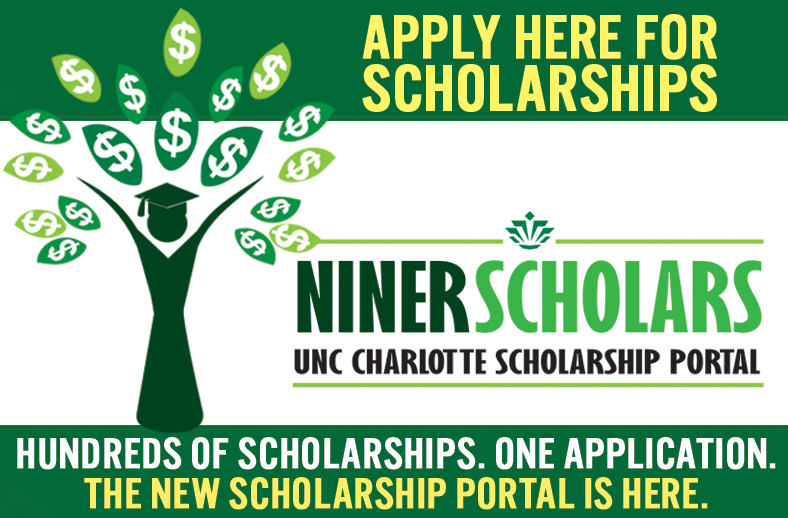 APPLY HERE FOR
SCHOLARSHIPS
$ $ $ $ $ $ $ $ $ $ $ $ $ $ $ $
NINERSCHOLARS
UNC CHARLOTTE SCHOLARSHIP PORTAL
HUNDREDS OF SCHOLARSHIPS. ONE APPLICATION.
THE NEW SCHOLARSHIP PORTAL IS HERE.